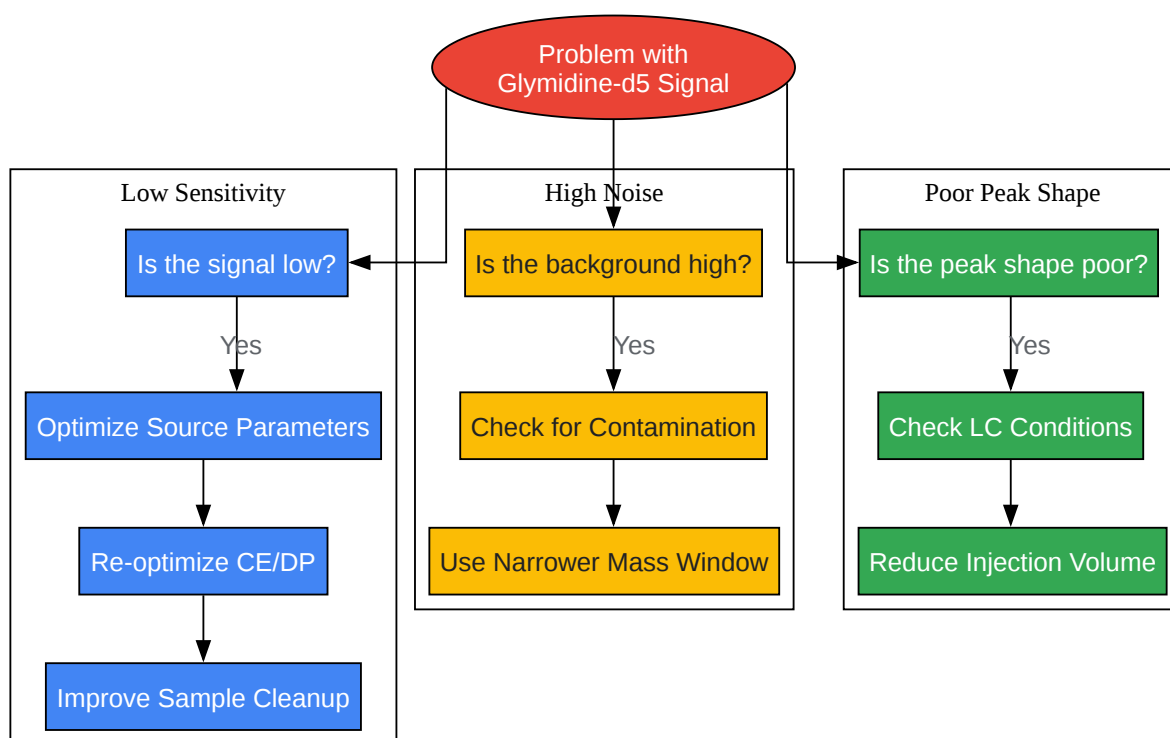 Problem with
Glymidine-d5 Signal
Low Sensitivity
Is the signal low?
Yes
Optimize Source Parameters
Re-optimize CE/DP
Improve Sample Cleanup
High Noise
Is the background high?
Yes
Check for Contamination
Use Narrower Mass Window
Poor Peak Shape
Is the peak shape poor?
Yes
Check LC Conditions
Reduce Injection Volume